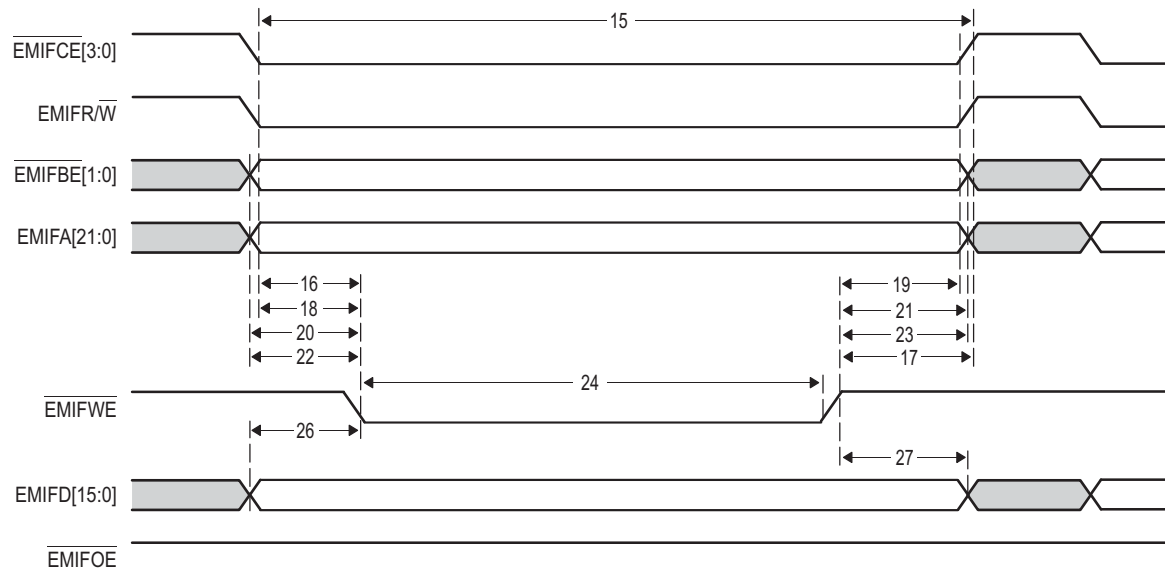 15
EMIFCE[3:0]
EMIFR/W
EMIFBE[1:0]
EMIFA[21:0]
16 19
18 21
20 23
22 17
24
EMIFWE
26
27
EMIFD[15:0]
EMIFOE